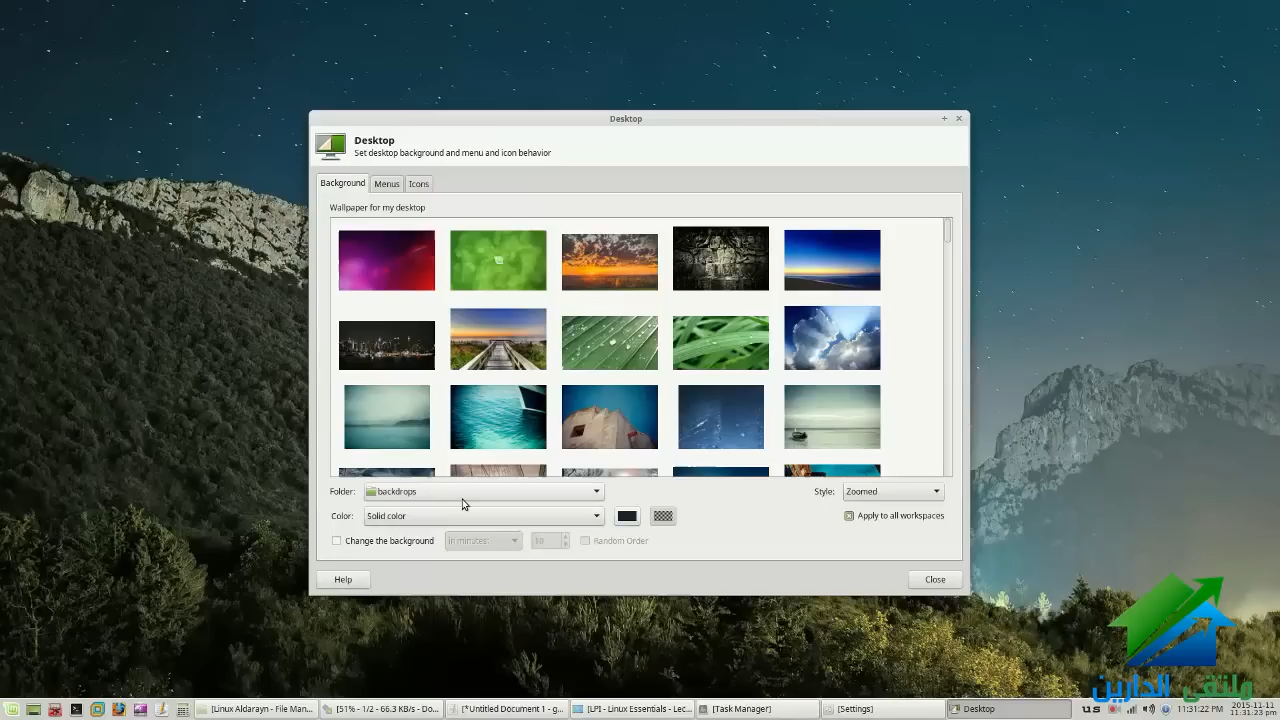 Desktop
Desktop
Set desktop background and menu and icon behavior
Background
Menus
Icons
Wallpaper for my desktop
Folder:
backdrops
Style:
Zoomed
Color:
Solid color
Apply to all workspaces
Change the background
in minutes:
10
Random Order
Help
Close
ملتقى الدارين
[Linux Aldarayn - File Man...
[51% - 1/2 - 66.3...
[*Untitled Document 1 - g...
[LPI - Linux Essentials - Lec...
[Task Manager]
[Settings]
Desktop
us
11:31:22 PM
2015-11-11
11:31:23 pm